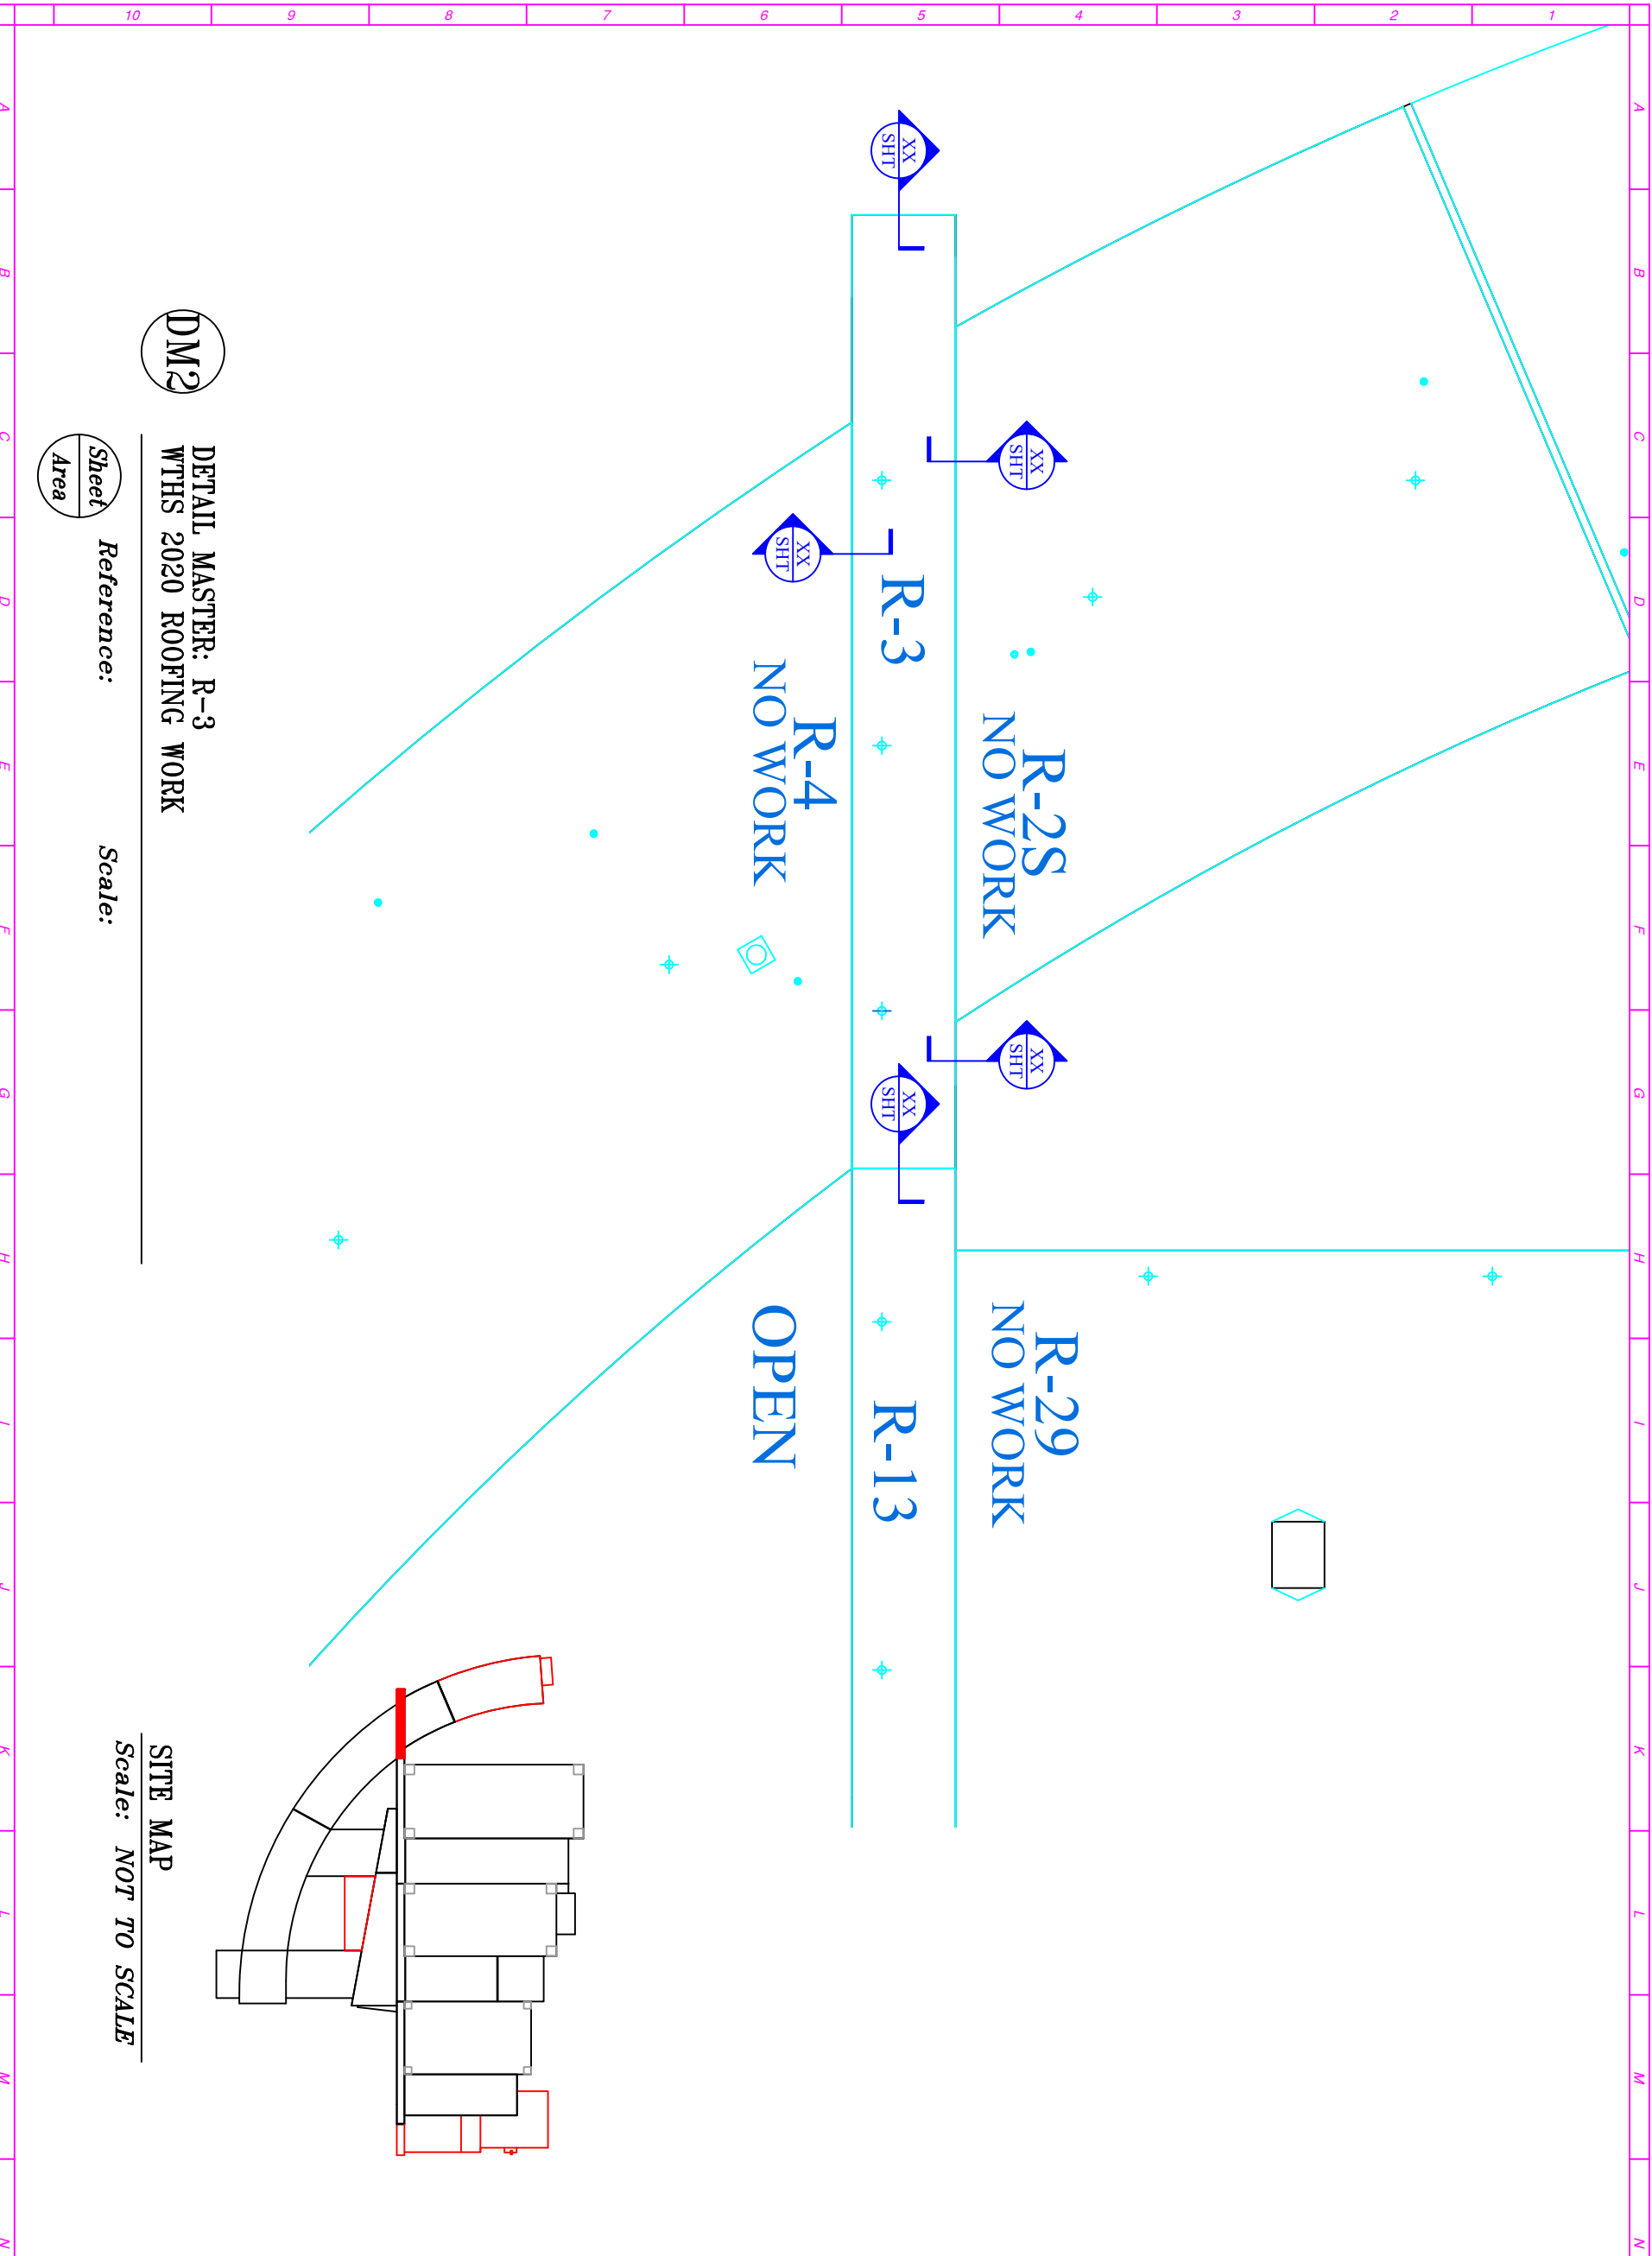 1
2
3
4
5
6
7
8
9
10
A
B
C
D
E
F
G
H
I
J
K
L
M
N
A
B
C
D
E
F
G
H
I
J
K
L
M
N
XX
SHT
XX
SHT
XX
SHT
XX
SHT
XX
SHT
R-2S
NO WORK
R-29
NO WORK
R-3
R-13
R-4
NO WORK
OPEN
DM2
DETAIL MASTER: R-3
WTHS 2020 ROOFING WORK
Sheet
Area
Reference:
Scale:
SITE MAP
Scale: NOT TO SCALE